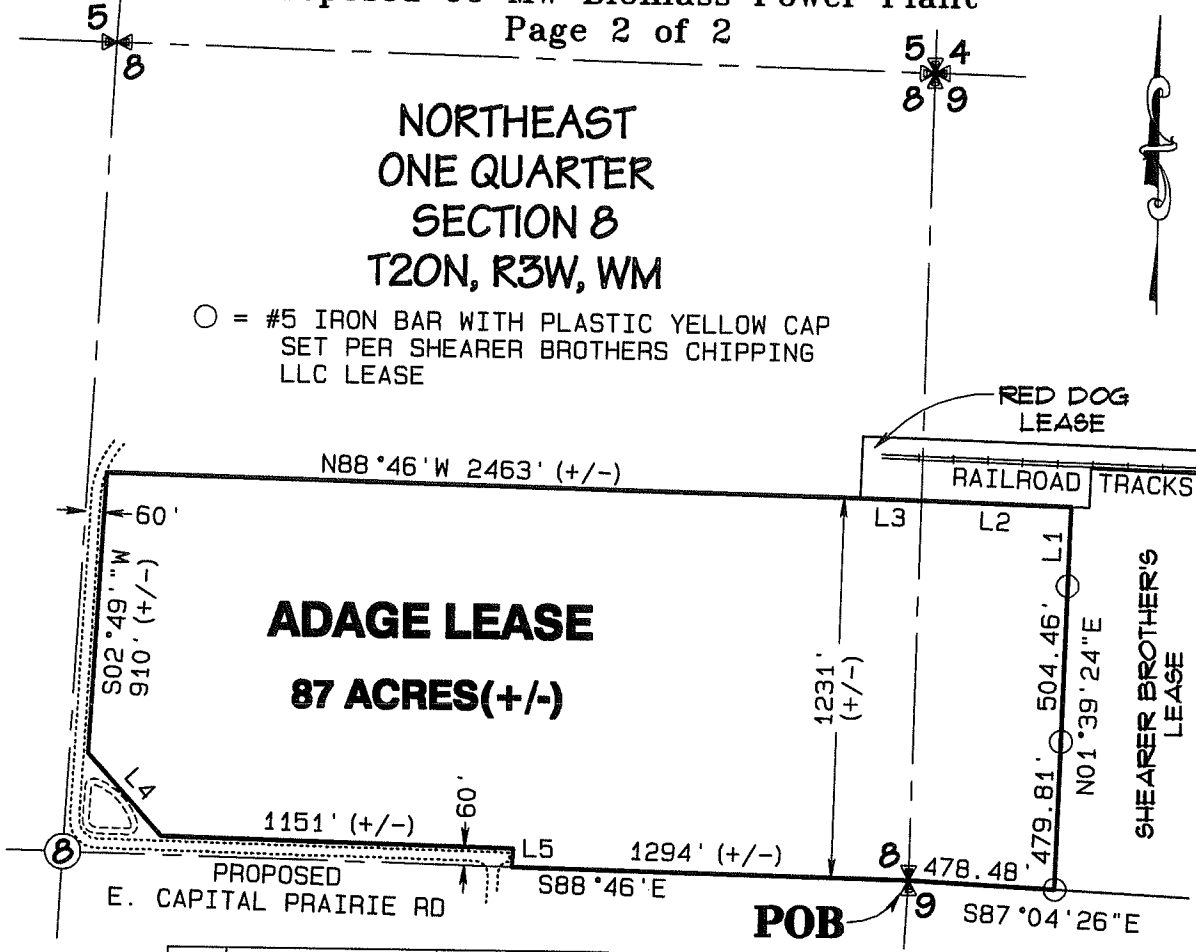 Page 2 of 2
5
8
5 4
8 9
NORTHEAST
ONE QUARTER
SECTION 8
T20N, R3W, WM
○ = #5 IRON BAR WITH PLASTIC YELLOW CAP
SET PER SHEARER BROTHERS CHIPPING
LLC LEASE
RED DOG
LEASE
N88°46'W 2463' (+/-)
RAILROAD TRACKS
L3
L2
L1
60'
S02°49'"W
910' (+/-)
ADAGE LEASE
87 ACRES(+/-)
1231'
(+/-)
504.46'
N01°39'24"E
479.81'
SHEARER BROTHER'S
LEASE
L4
1151' (+/-)
60'
L5
1294' (+/-)
S88°46'E
8
9
478.48'
S87°04'26"E
POB
8
PROPOSED
E. CAPITAL PRAIRIE RD